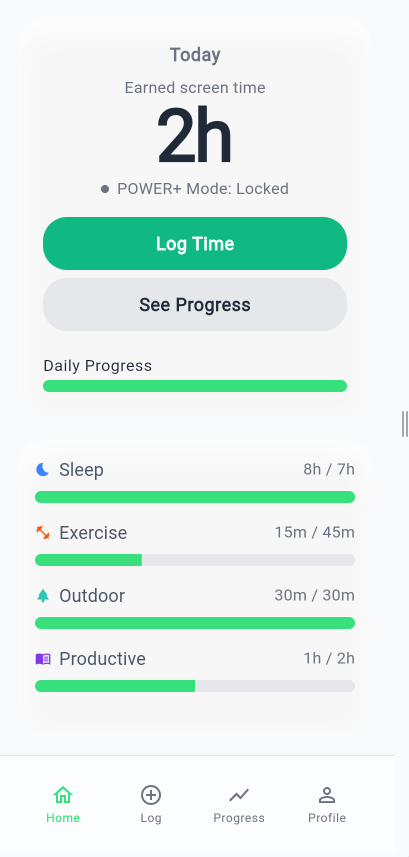 Today
Earned screen time
2h
POWER+ Mode: Locked
Log Time
See Progress
Daily Progress
Sleep 8h / 7h
Exercise 15m / 45m
Outdoor 30m / 30m
Productive 1h / 2h
Home Log Progress Profile